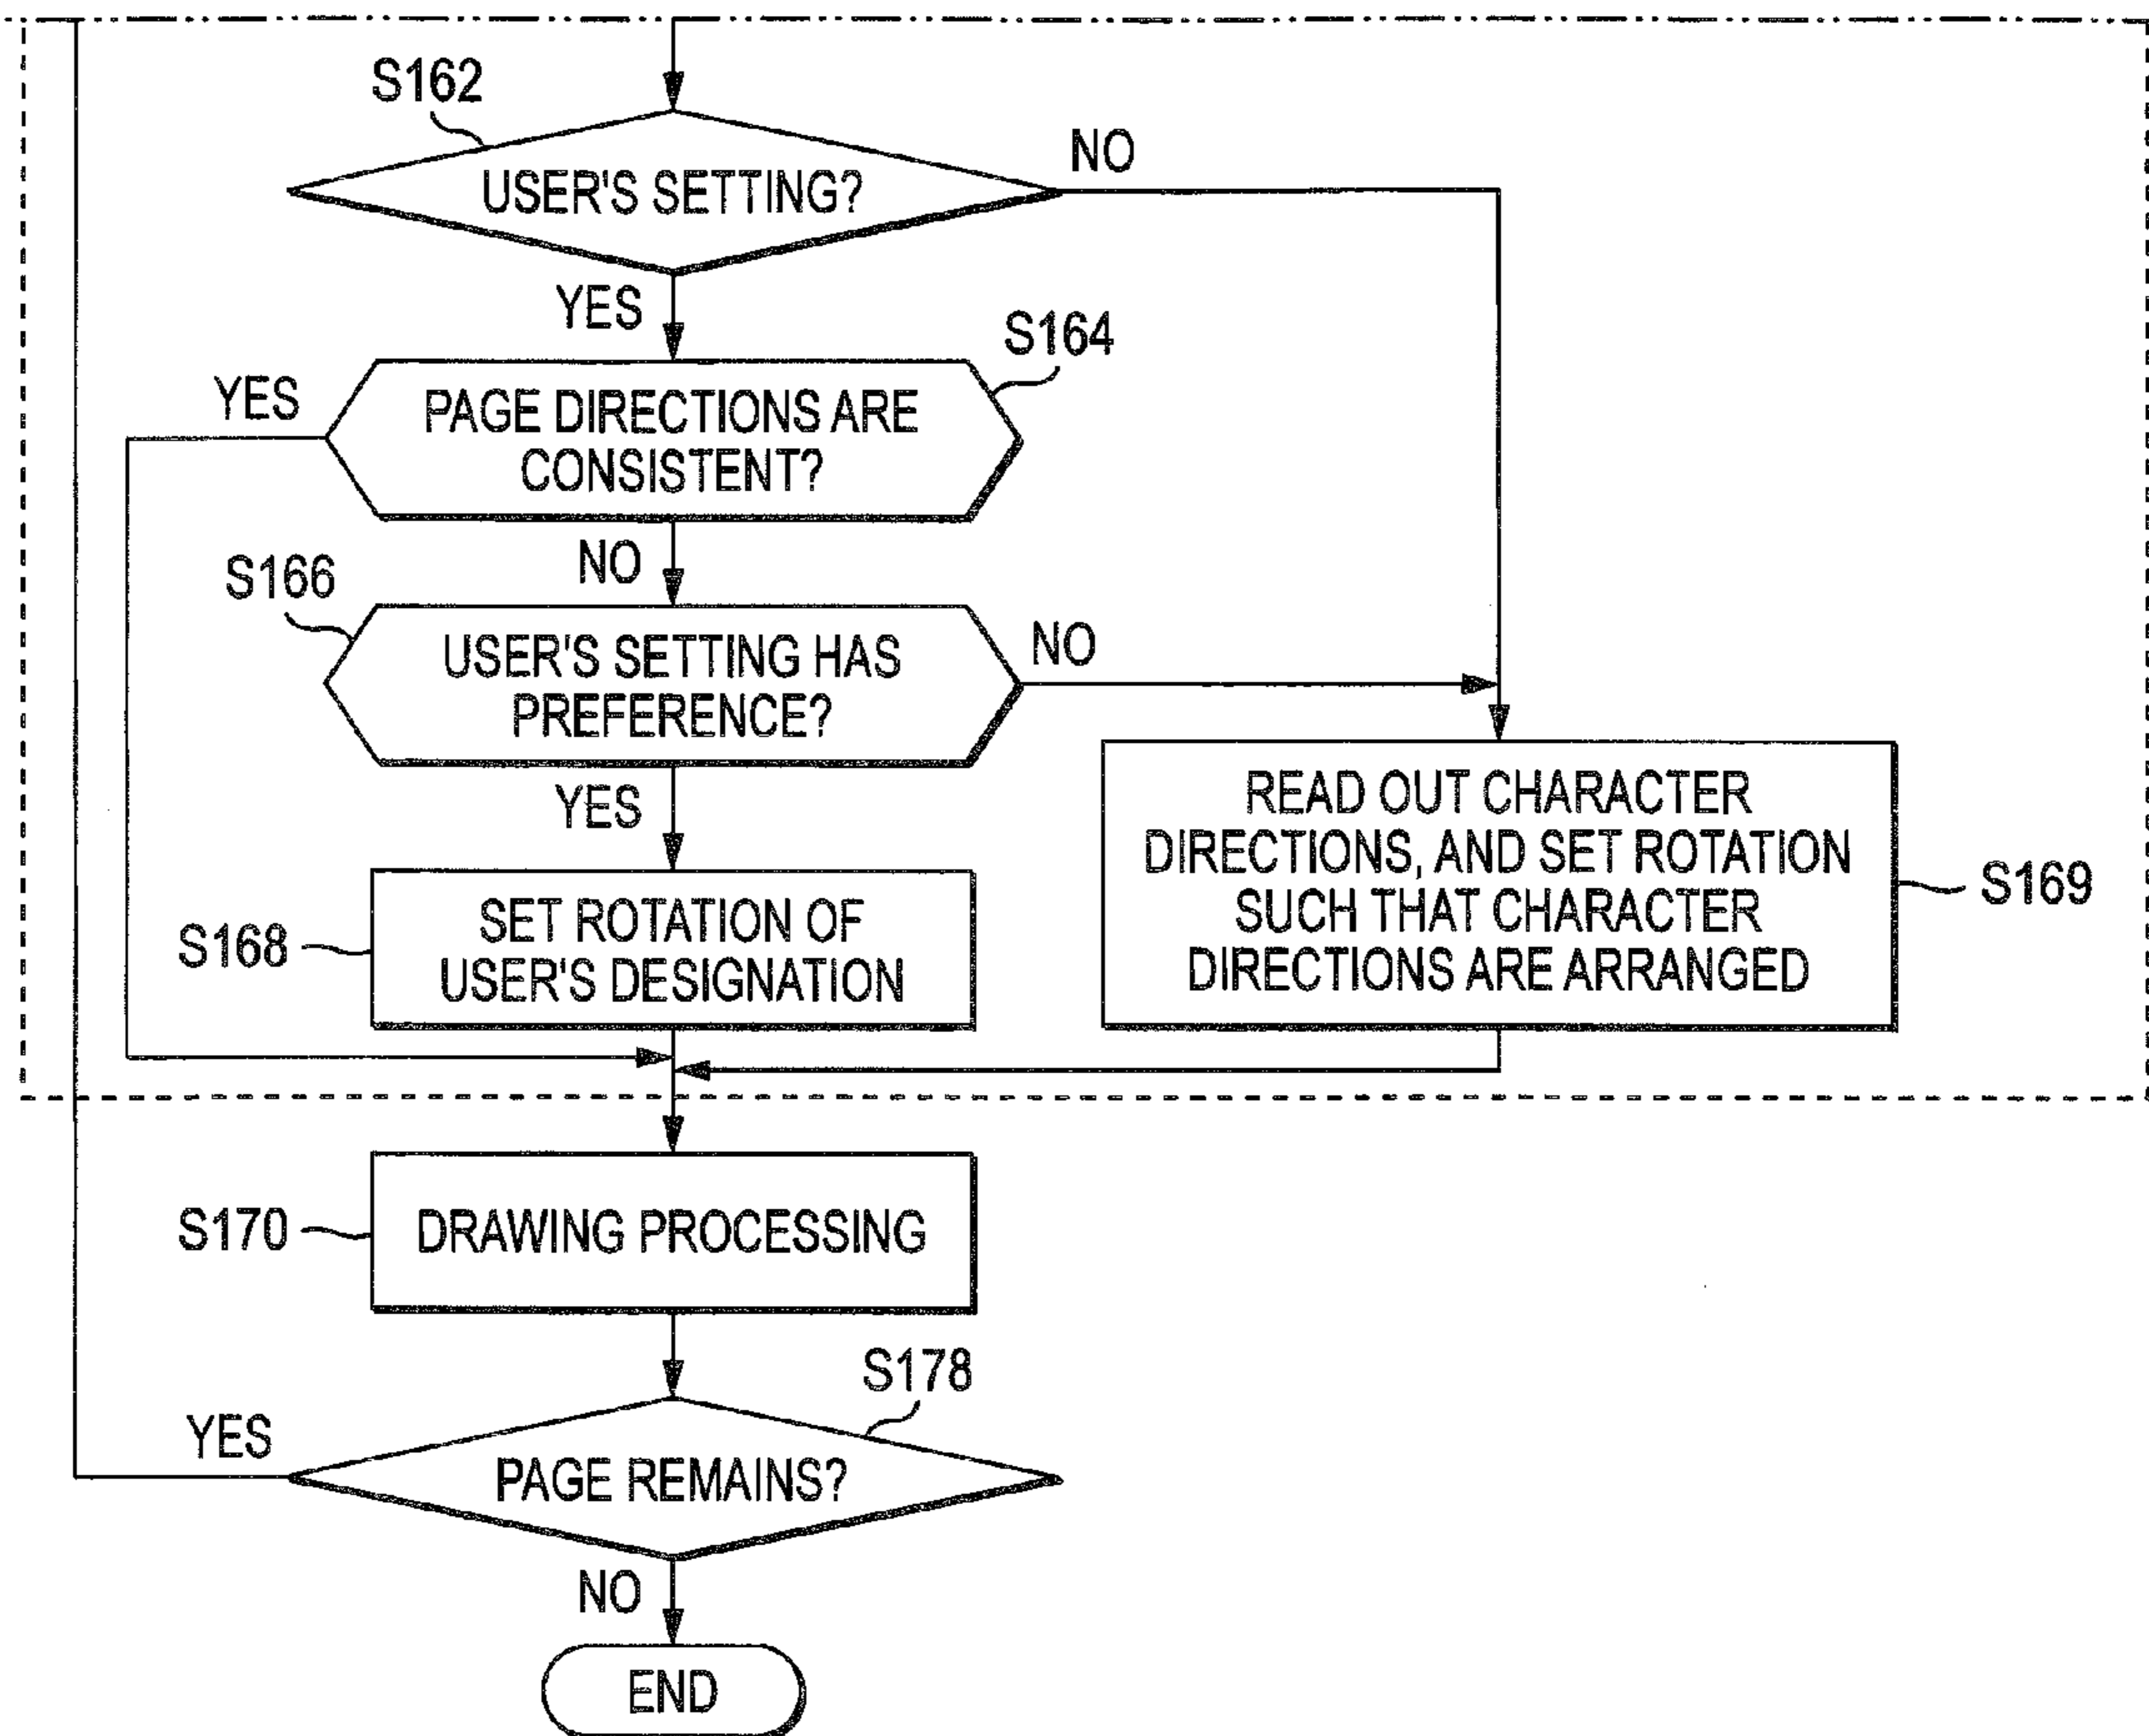 S162
NO
USER'S SETTING?
YES
S164
YES
PAGE DIRECTIONS ARE
CONSISTENT?
NO
S166
USER'S SETTING HAS
PREFERENCE?
NO
YES
READ OUT CHARACTER
DIRECTIONS, AND SET ROTATION
SUCH THAT CHARACTER
DIRECTIONS ARE ARRANGED
S169
S168
SET ROTATION OF
USER'S DESIGNATION
S170
DRAWING PROCESSING
S178
YES
PAGE REMAINS?
NO
END